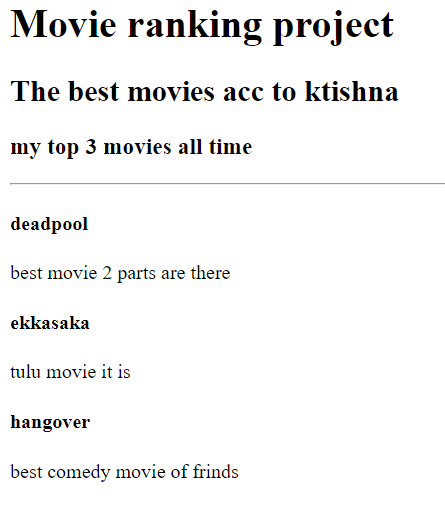 Movie ranking project
The best movies acc to ktishna
my top 3 movies all time
deadpool
best movie 2 parts are there
ekkasaka
tulu movie it is
hangover
best comedy movie of frinds